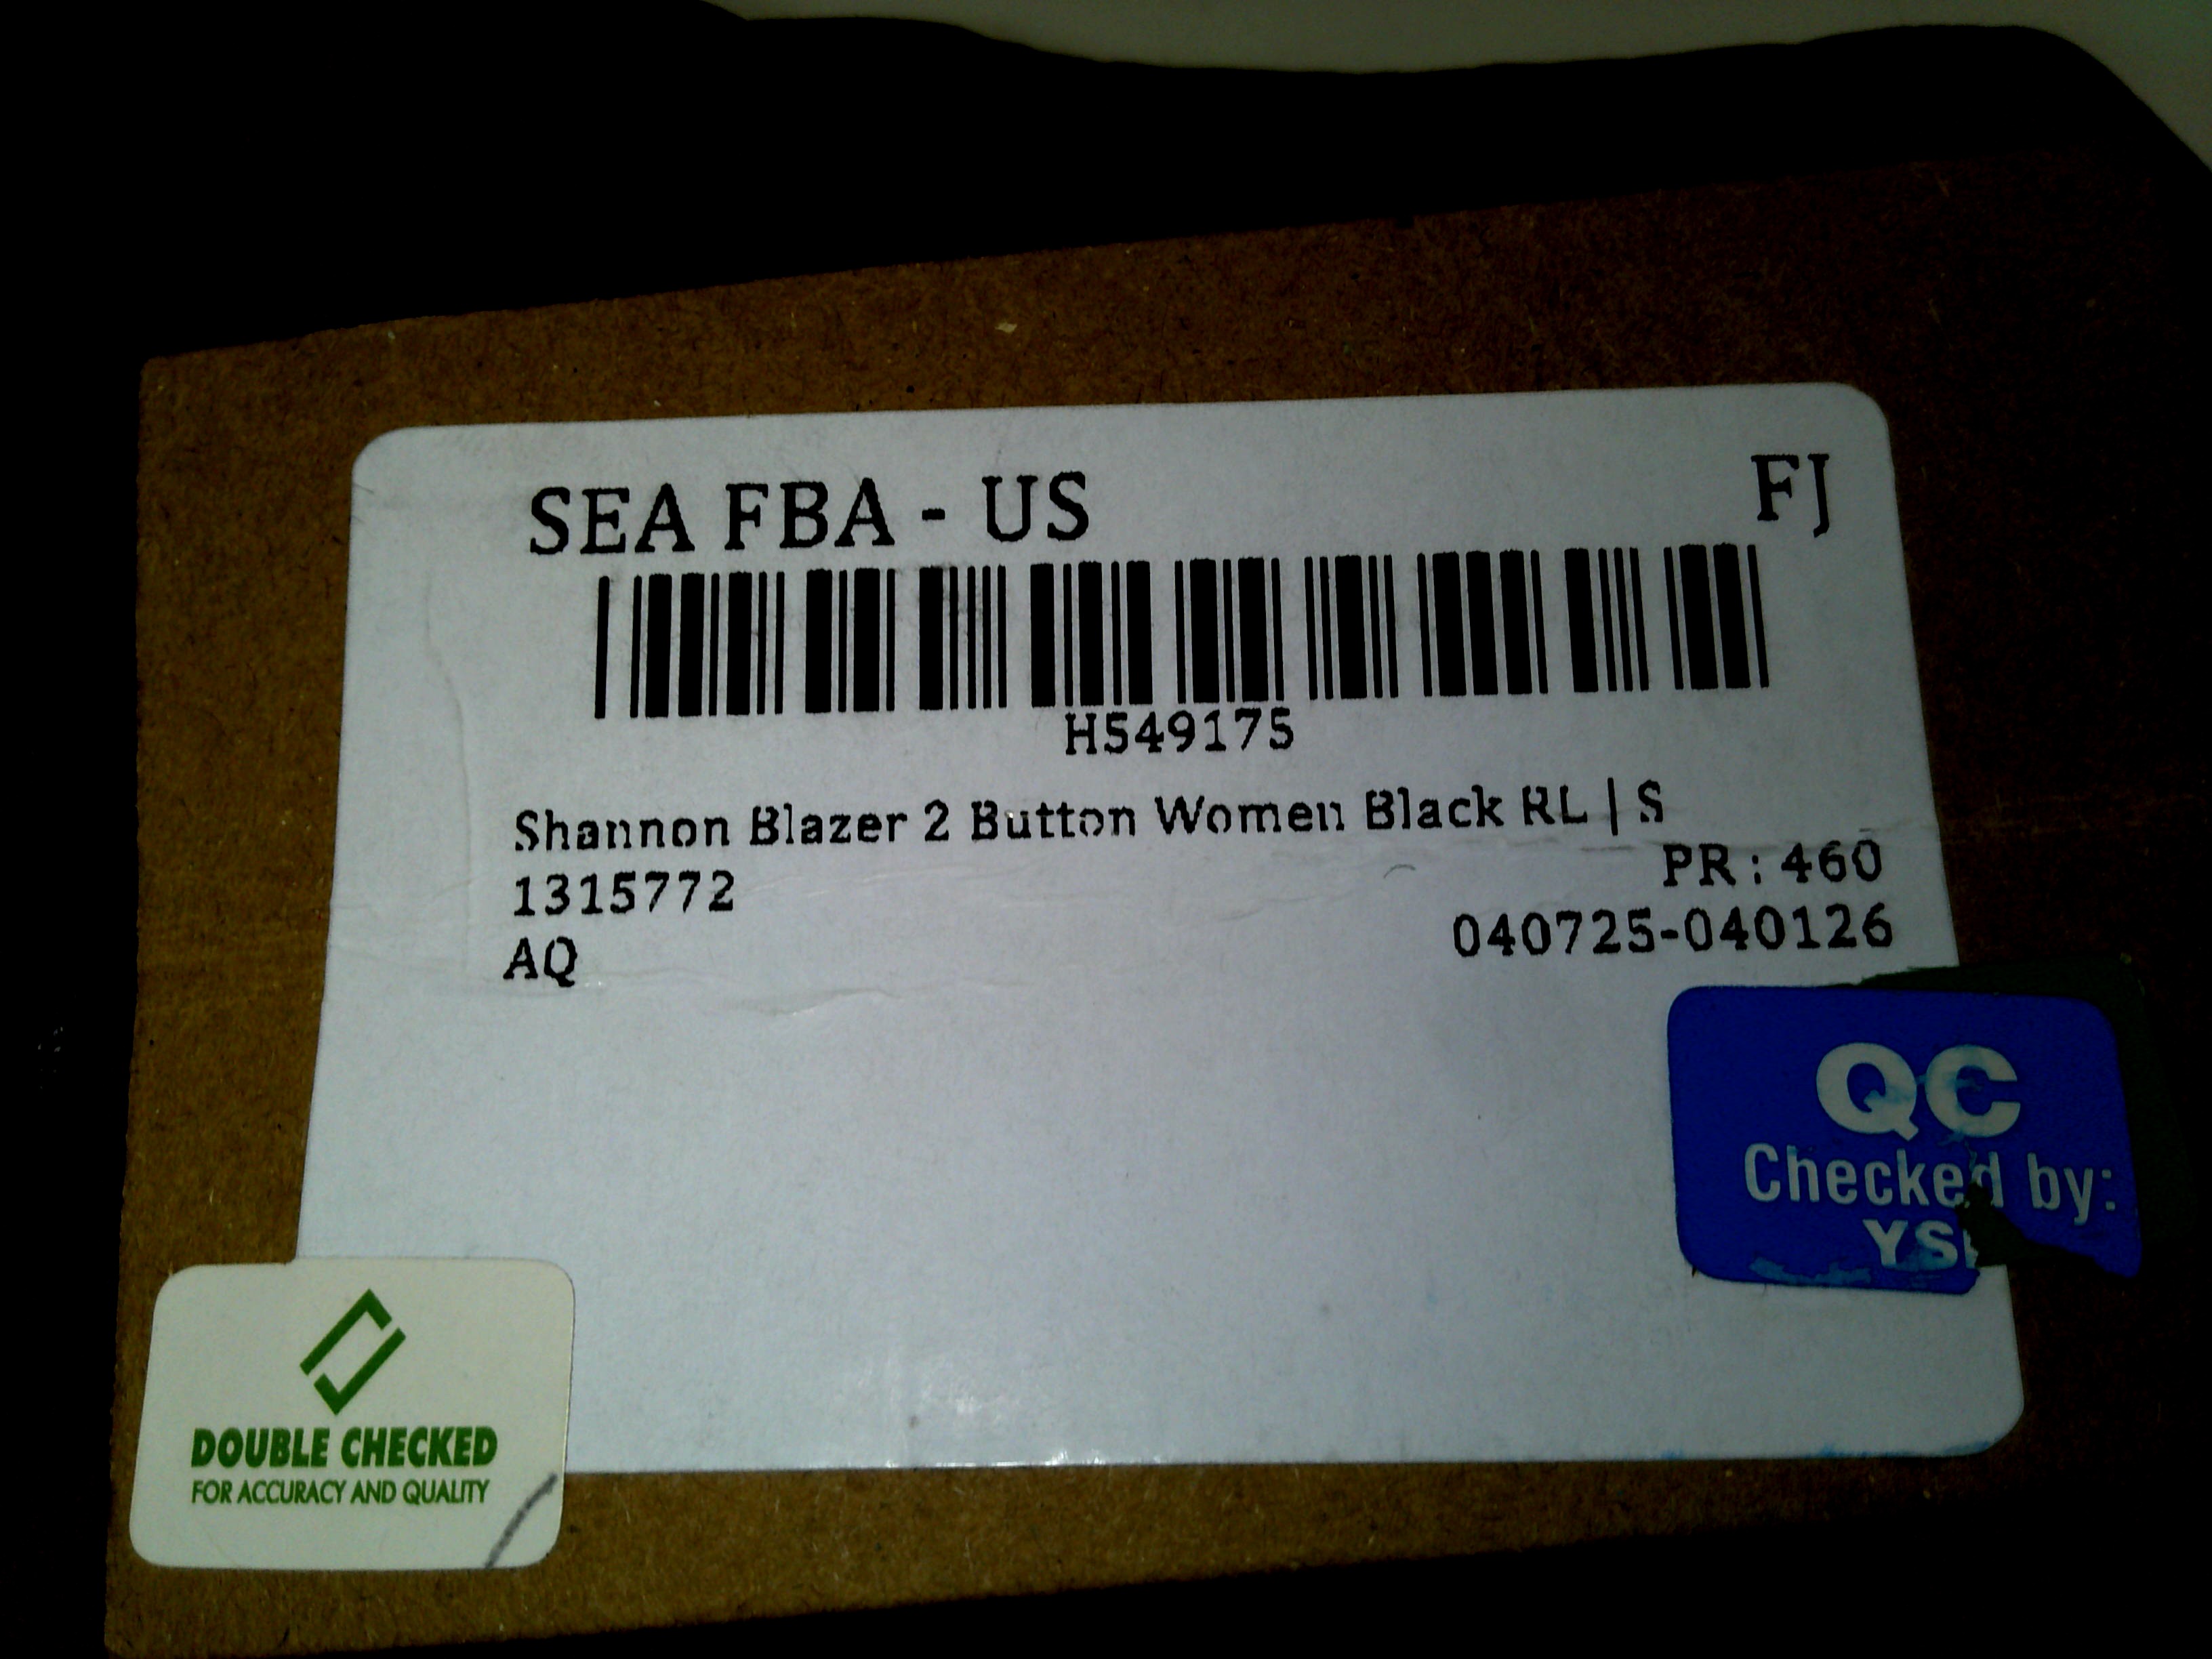 SEA FBA - US
FJ
H549175
Shannon Blazer 2 Button Women Black RL | S
PR : 460
1315772
040725-040126
AQ
QC
Checked by:
DOUBLE CHECKED
FOR ACCURACY AND QUALITY